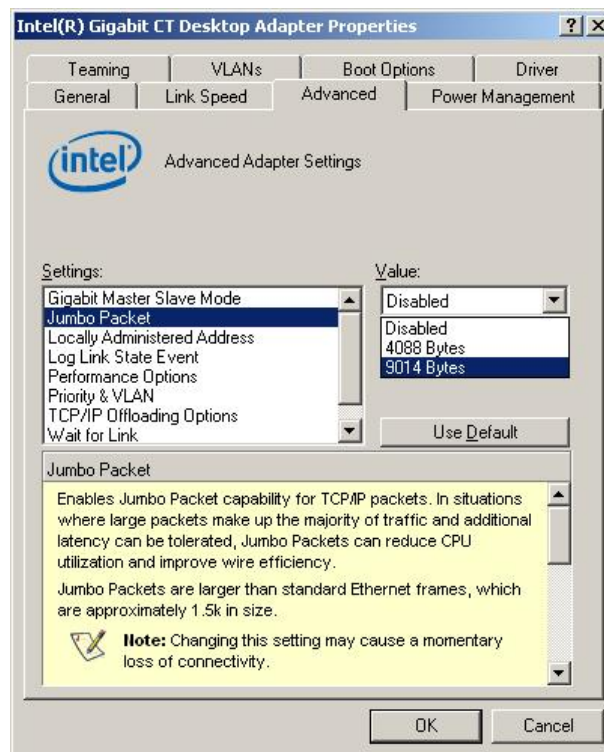 Intel(R) Gigabit CT Desktop Adapter Properties
Teaming VLANs Boot Options Driver
General Link Speed Advanced Power Management
intel Advanced Adapter Settings
Settings: Value:
Gigabit Master Slave Mode
Disabled
Jumbo Packet
Locally Administered Address
Log Link State Event
Performance Options
Priority & VLAN
TCP/IP Offloading Options
Wait for Link
Disabled
4088 Bytes
9014 Bytes
Use Default
Jumbo Packet
Enables Jumbo Packet capability for TCP/IP packets. In situations
where large packets make up the majority of traffic and additional
latency can be tolerated, Jumbo Packets can reduce CPU
utilization and improve wire efficiency.
Jumbo Packets are larger than standard Ethernet frames, which
are approximately 1.5k in size.
Note: Changing this setting may cause a momentary
loss of connectivity.
OK Cancel